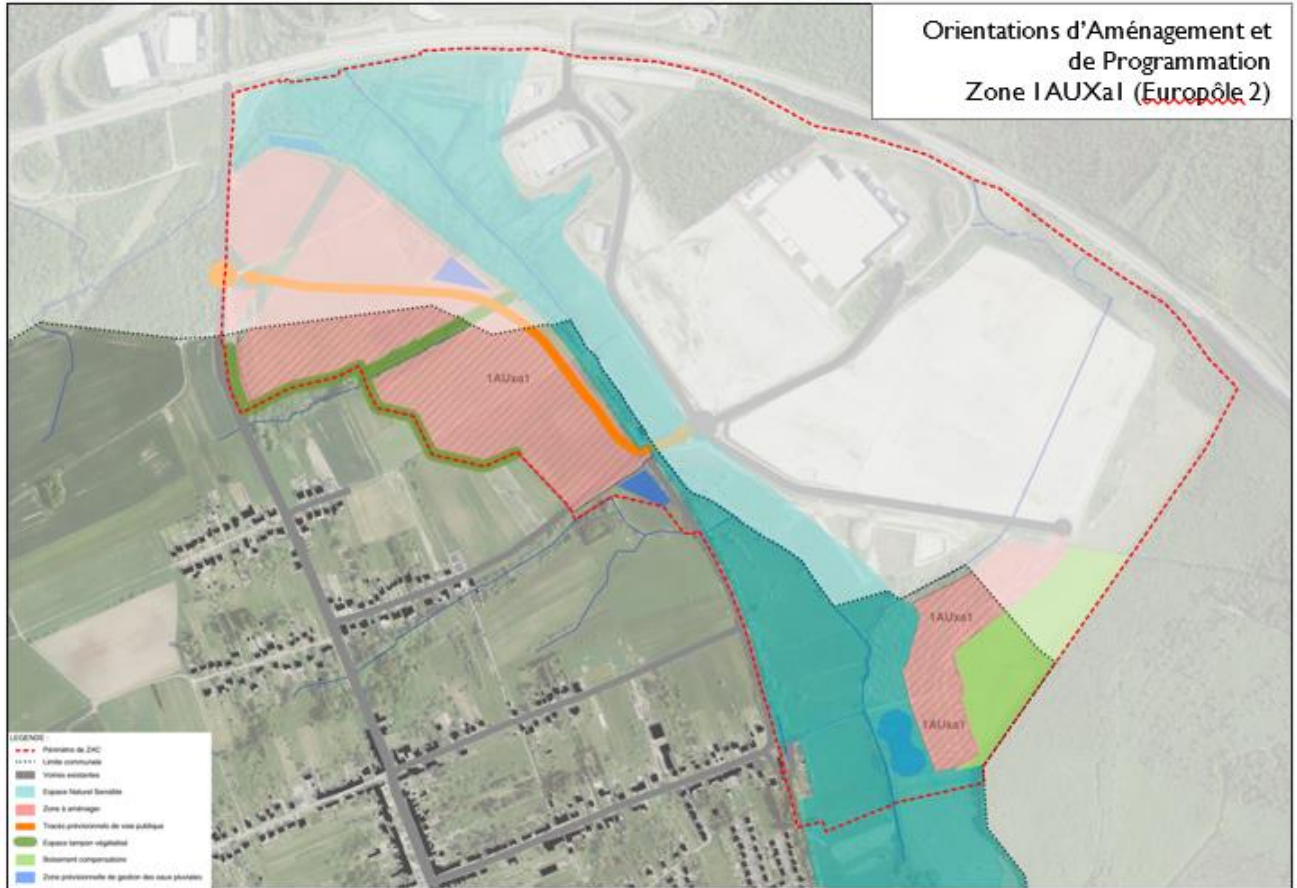 Orientations d'Aménagement et
de Programmation
Zone 1AUXa1 (Europôle 2)
1AUxa1
1AUxa1
1AUxa1
LEGENDE :
Périmètre de ZAC
Limite communale
Voiries existantes
Espace Naturel Sensible
Zone à aménager
Tracés prévisionnels de voie publique
Espace tampon végétalisé
Boisement compensatoire
Zone prévisionnelle de gestion des eaux pluviales